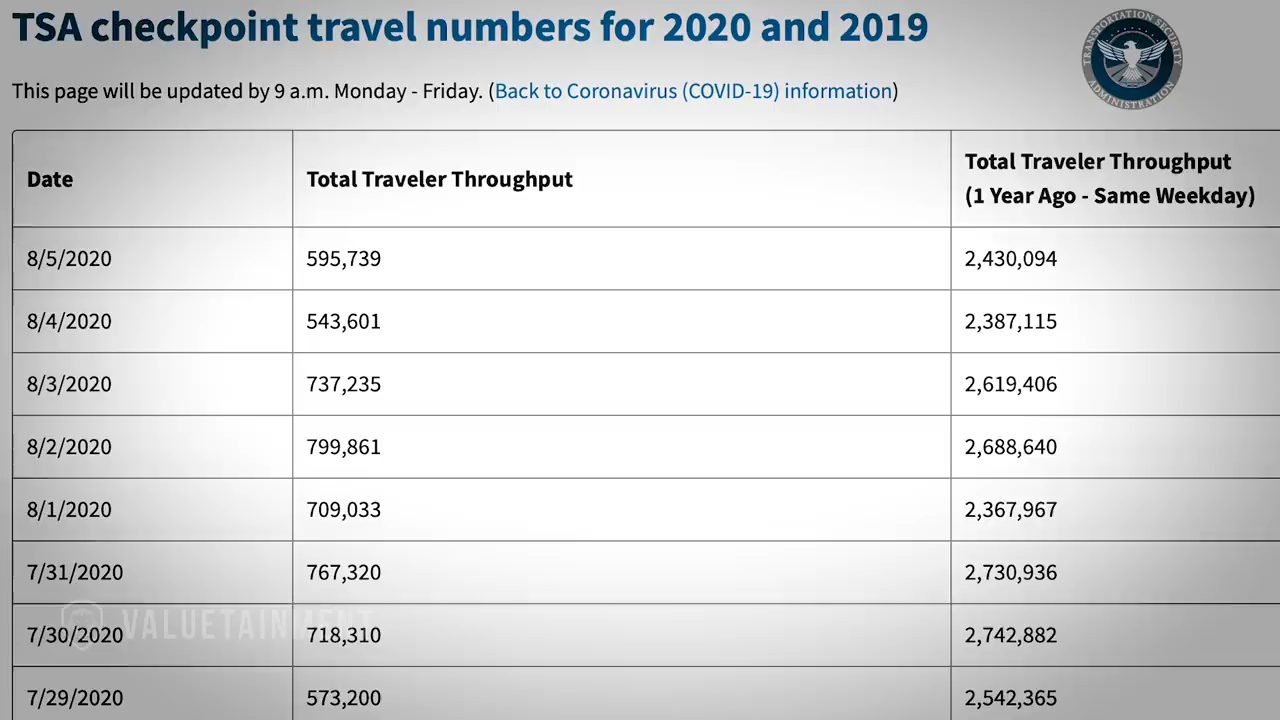 TSA checkpoint travel numbers for 2020 and 2019
TRANSPORTATION SECURITY
ADMINISTRATION
This page will be updated by 9 a.m. Monday - Friday. (Back to Coronavirus (COVID-19) information)
Date Total Traveler Throughput Total Traveler Throughput
(1 Year Ago - Same Weekday)
8/5/2020 595,739 2,430,094
8/4/2020 543,601 2,387,115
8/3/2020 737,235 2,619,406
8/2/2020 799,861 2,688,640
8/1/2020 709,033 2,367,967
7/31/2020 767,320 2,730,936
VALUETAINMENT
7/30/2020 718,310 2,742,882
7/29/2020 573,200 2,542,365